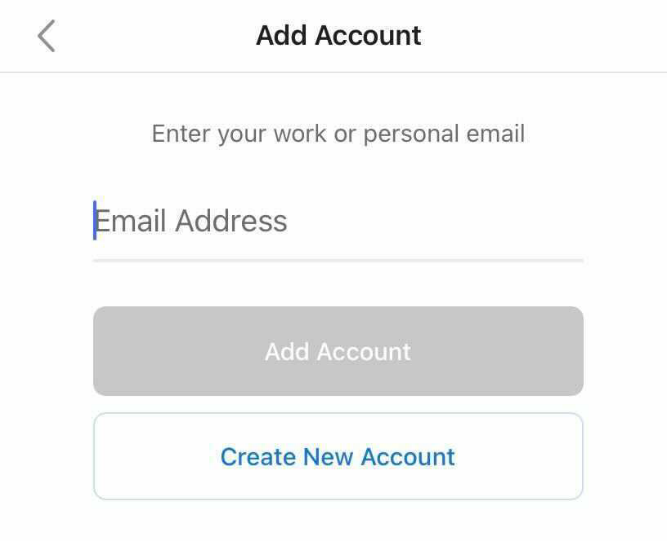 Add Account
Enter your work or personal email
Email Address
Add Account
Create New Account